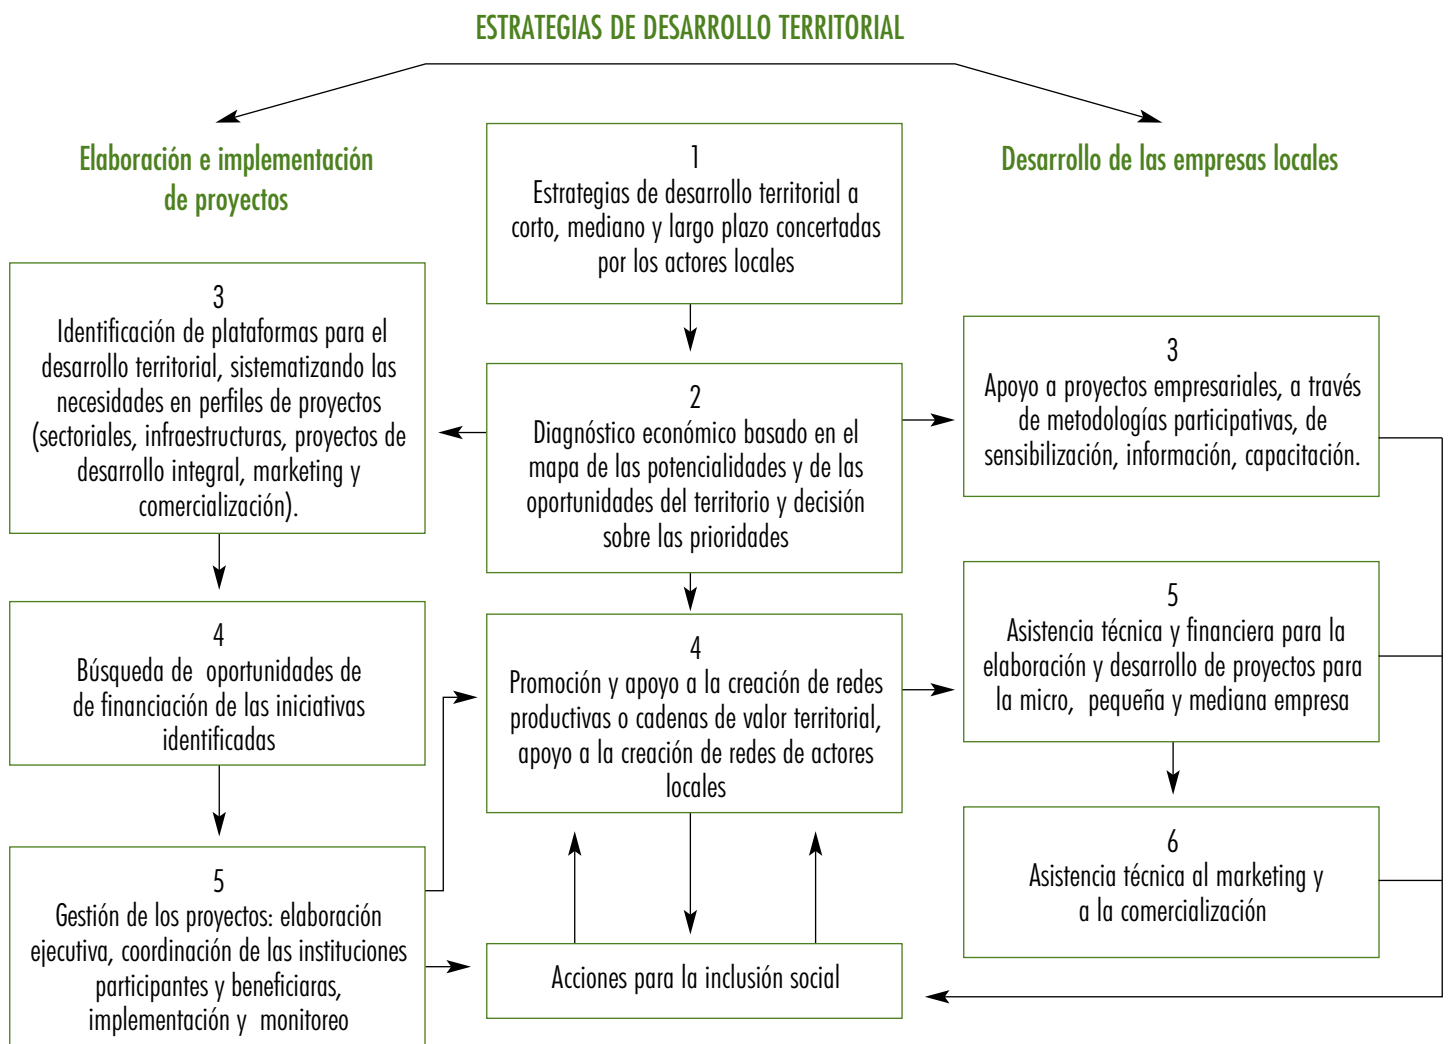 ESTRATEGIAS DE DESARROLLO TERRITORIAL
Elaboración e implementación
de proyectos
1
Estrategias de desarrollo territorial a
corto, mediano y largo plazo concertadas
por los actores locales
Desarrollo de las empresas locales
3
Identificación de plataformas para el
desarrollo territorial, sistematizando las
necesidades en perfiles de proyectos
(sectoriales, infraestructuras, proyectos de
desarrollo integral, marketing y
comercialización).
2
Diagnóstico económico basado en el
mapa de las potencialidades y de las
oportunidades del territorio y decisión
sobre las prioridades
3
Apoyo a proyectos empresariales, a través
de metodologías participativas, de
sensibilización, información, capacitación.
4
Búsqueda de oportunidades de
de financiación de las iniciativas
identificadas
4
Promoción y apoyo a la creación de redes
productivas o cadenas de valor territorial,
apoyo a la creación de redes de actores
locales
5
Asistencia técnica y financiera para la
elaboración y desarrollo de proyectos para
la micro, pequeña y mediana empresa
5
Gestión de los proyectos: elaboración
ejecutiva, coordinación de las instituciones
participantes y beneficiaras,
implementación y monitoreo
Acciones para la inclusión social
6
Asistencia técnica al marketing y
a la comercialización